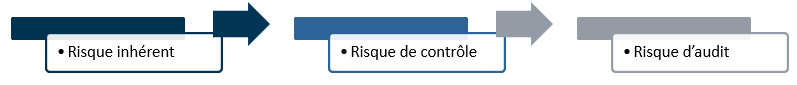 • Risque inhérent
• Risque de contrôle
• Risque d’audit